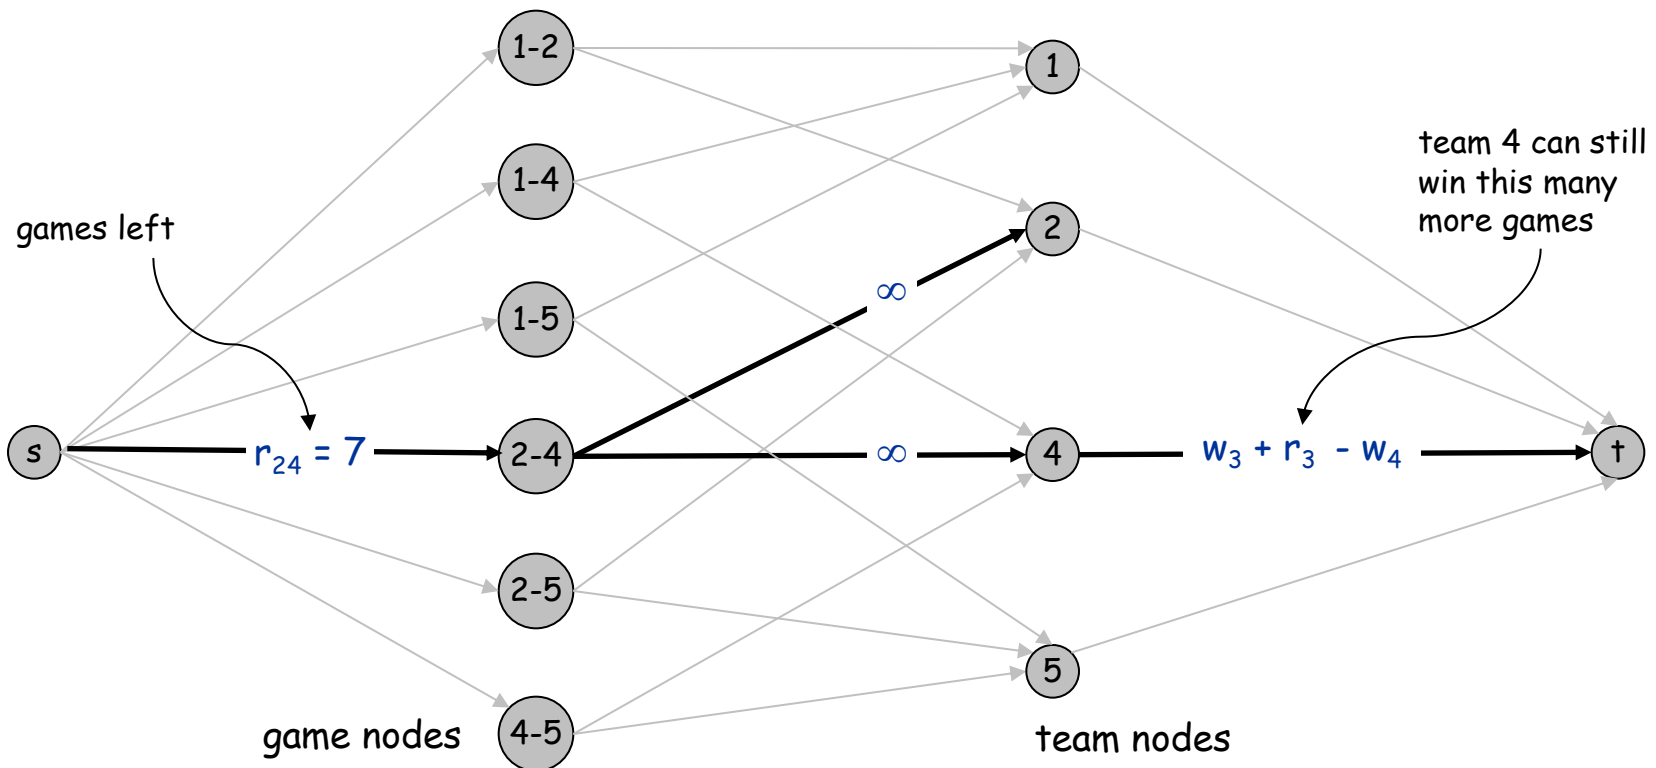 1-2
1
team 4 can still
win this many
more games
1-4
games left
2
∞
1-5
s
r₂₄ = 7
2-4
∞
4
w₃ + r₃ - w₄
t
2-5
5
game nodes
4-5
team nodes